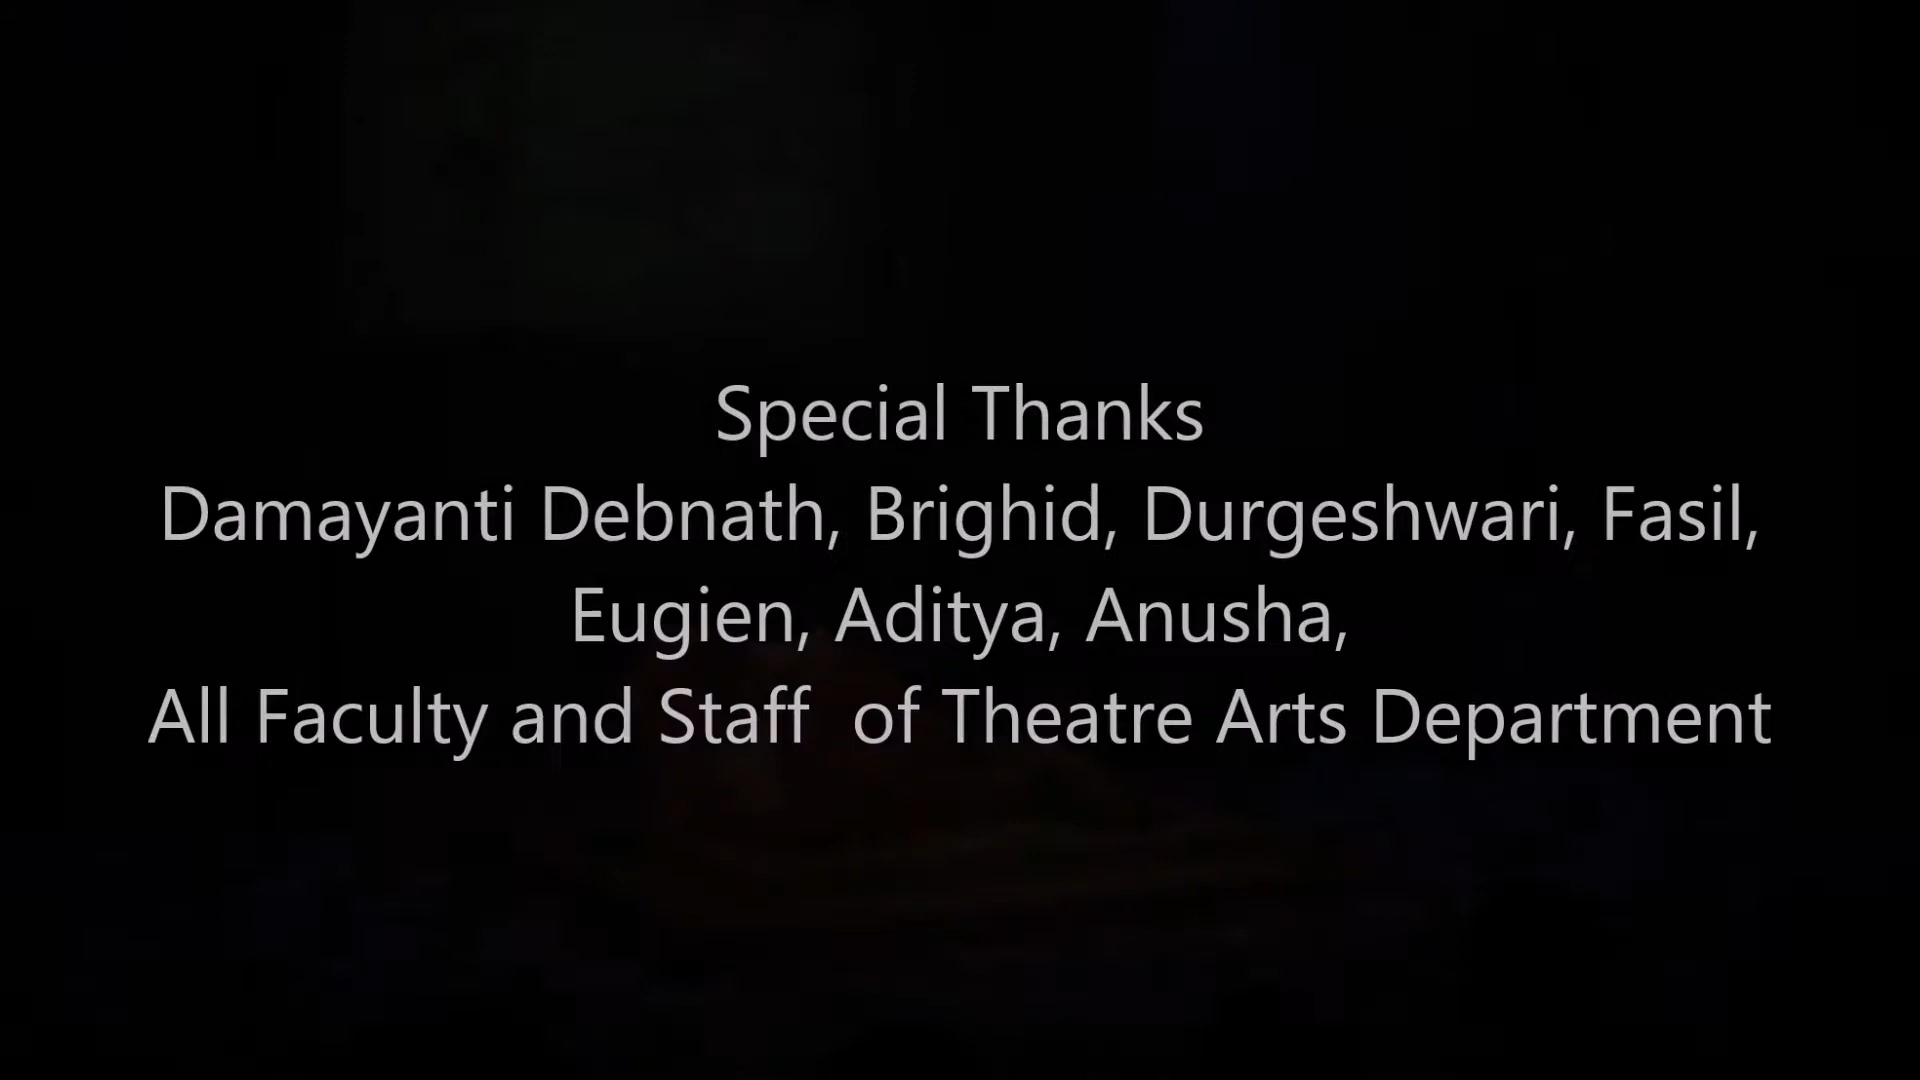 Special Thanks
Damayanti Debnath, Brighid, Durgeshwari, Fasil,
Eugien, Aditya, Anusha,
All Faculty and Staff  of Theatre Arts Department